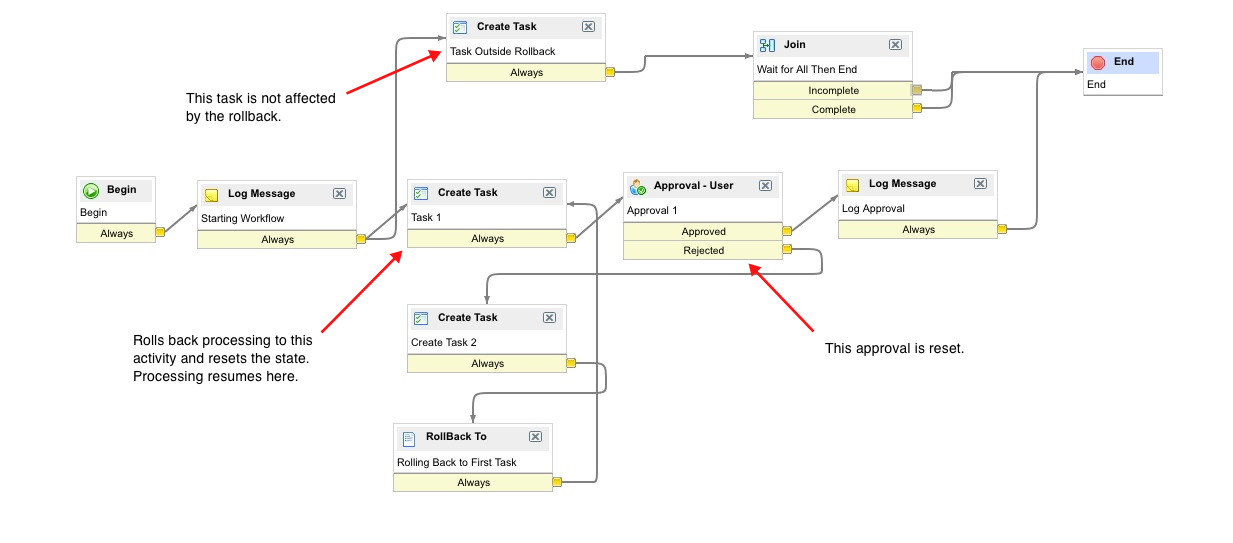 Create Task
Task Outside Rollback
Always
Join
Wait for All Then End
Incomplete
Complete
End
End
This task is not affected
by the rollback.
Begin
Begin
Always
Log Message
Starting Workflow
Always
Create Task
Task 1
Always
Approval - User
Approval 1
Approved
Rejected
Log Message
Log Approval
Always
Create Task
Create Task 2
Always
Rolls back processing to this
activity and resets the state.
Processing resumes here.
This approval is reset.
RollBack To
Rolling Back to First Task
Always